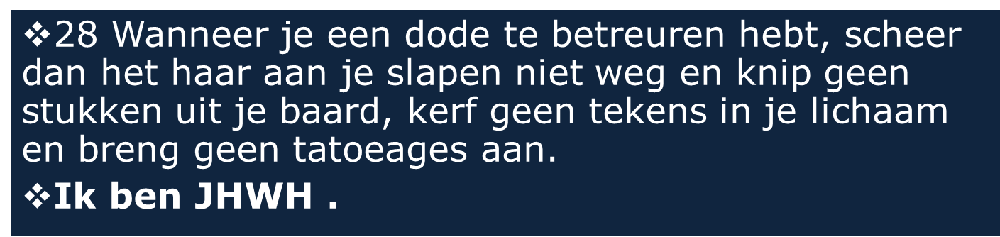 ❖28 Wanneer je een dode te betreuren hebt, scheer
dan het haar aan je slapen niet weg en knip geen
stukken uit je baard, kerf geen tekens in je lichaam
en breng geen tatoeages aan.
❖Ik ben JHWH .